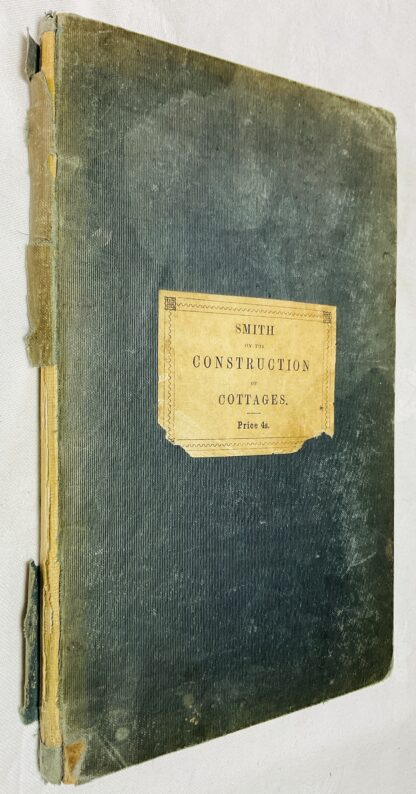 SMITH
ON THE
CONSTRUCTION
OF
COTTAGES.
Price 4s.